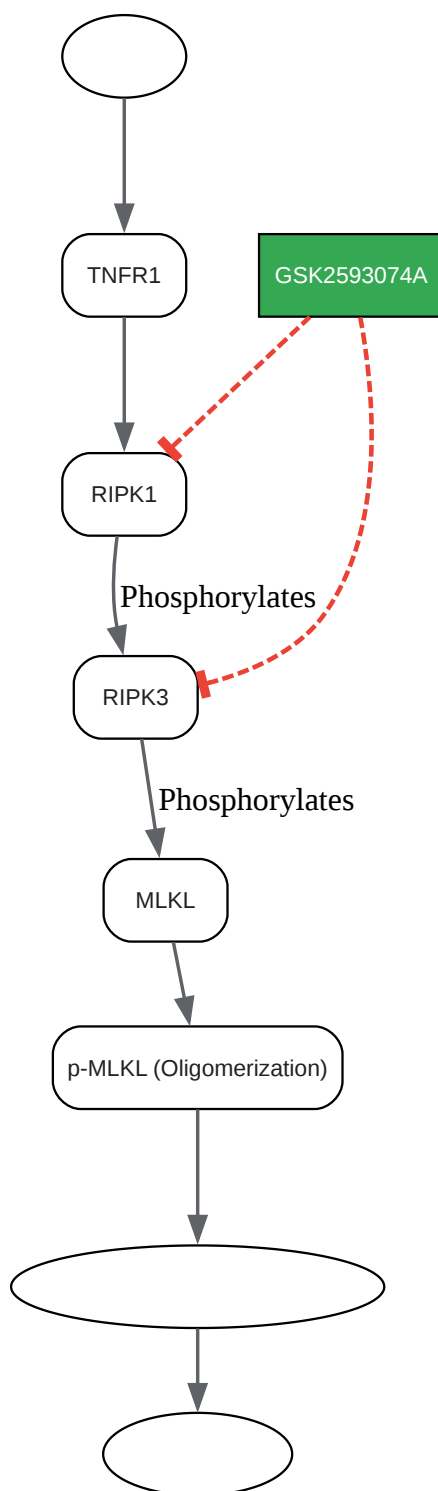 TNFR1
GSK2593074A
RIPK1
Phosphorylates
RIPK3
Phosphorylates
MLKL
p-MLKL (Oligomerization)